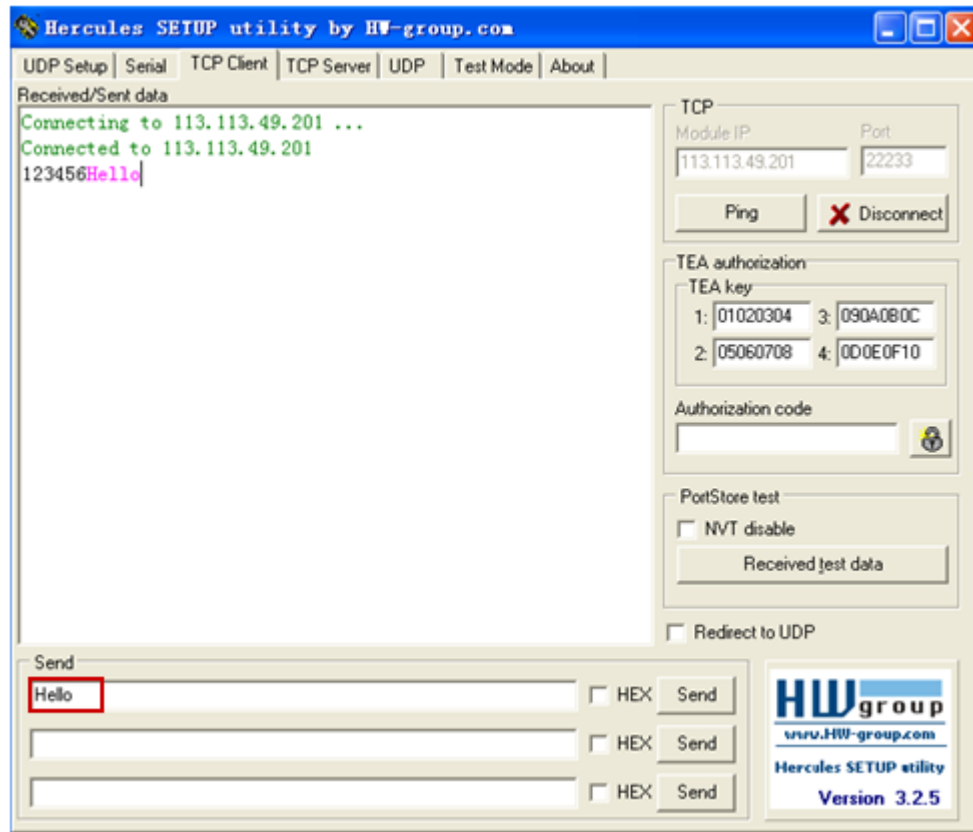 Hercules SETUP utility by HW-group.com
UDP Setup Serial TCP Client TCP Server UDP Test Mode About
Received/Sent data
Connecting to 113.113.49.201 ...
Connected to 113.113.49.201
123456Hello
TCP
Module IP Port
113.113.49.201 22233
Ping Disconnect
TEA authorization
TEA key
1: 01020304 3: 090A0B0C
2: 05060708 4: 0D0E0F10
Authorization code
PortStore test
NVT disable
Received test data
Redirect to UDP
Send
Hello HEX Send
HEX Send
HEX Send
HW group
www.HW-group.com
Hercules SETUP utility
Version 3.2.5